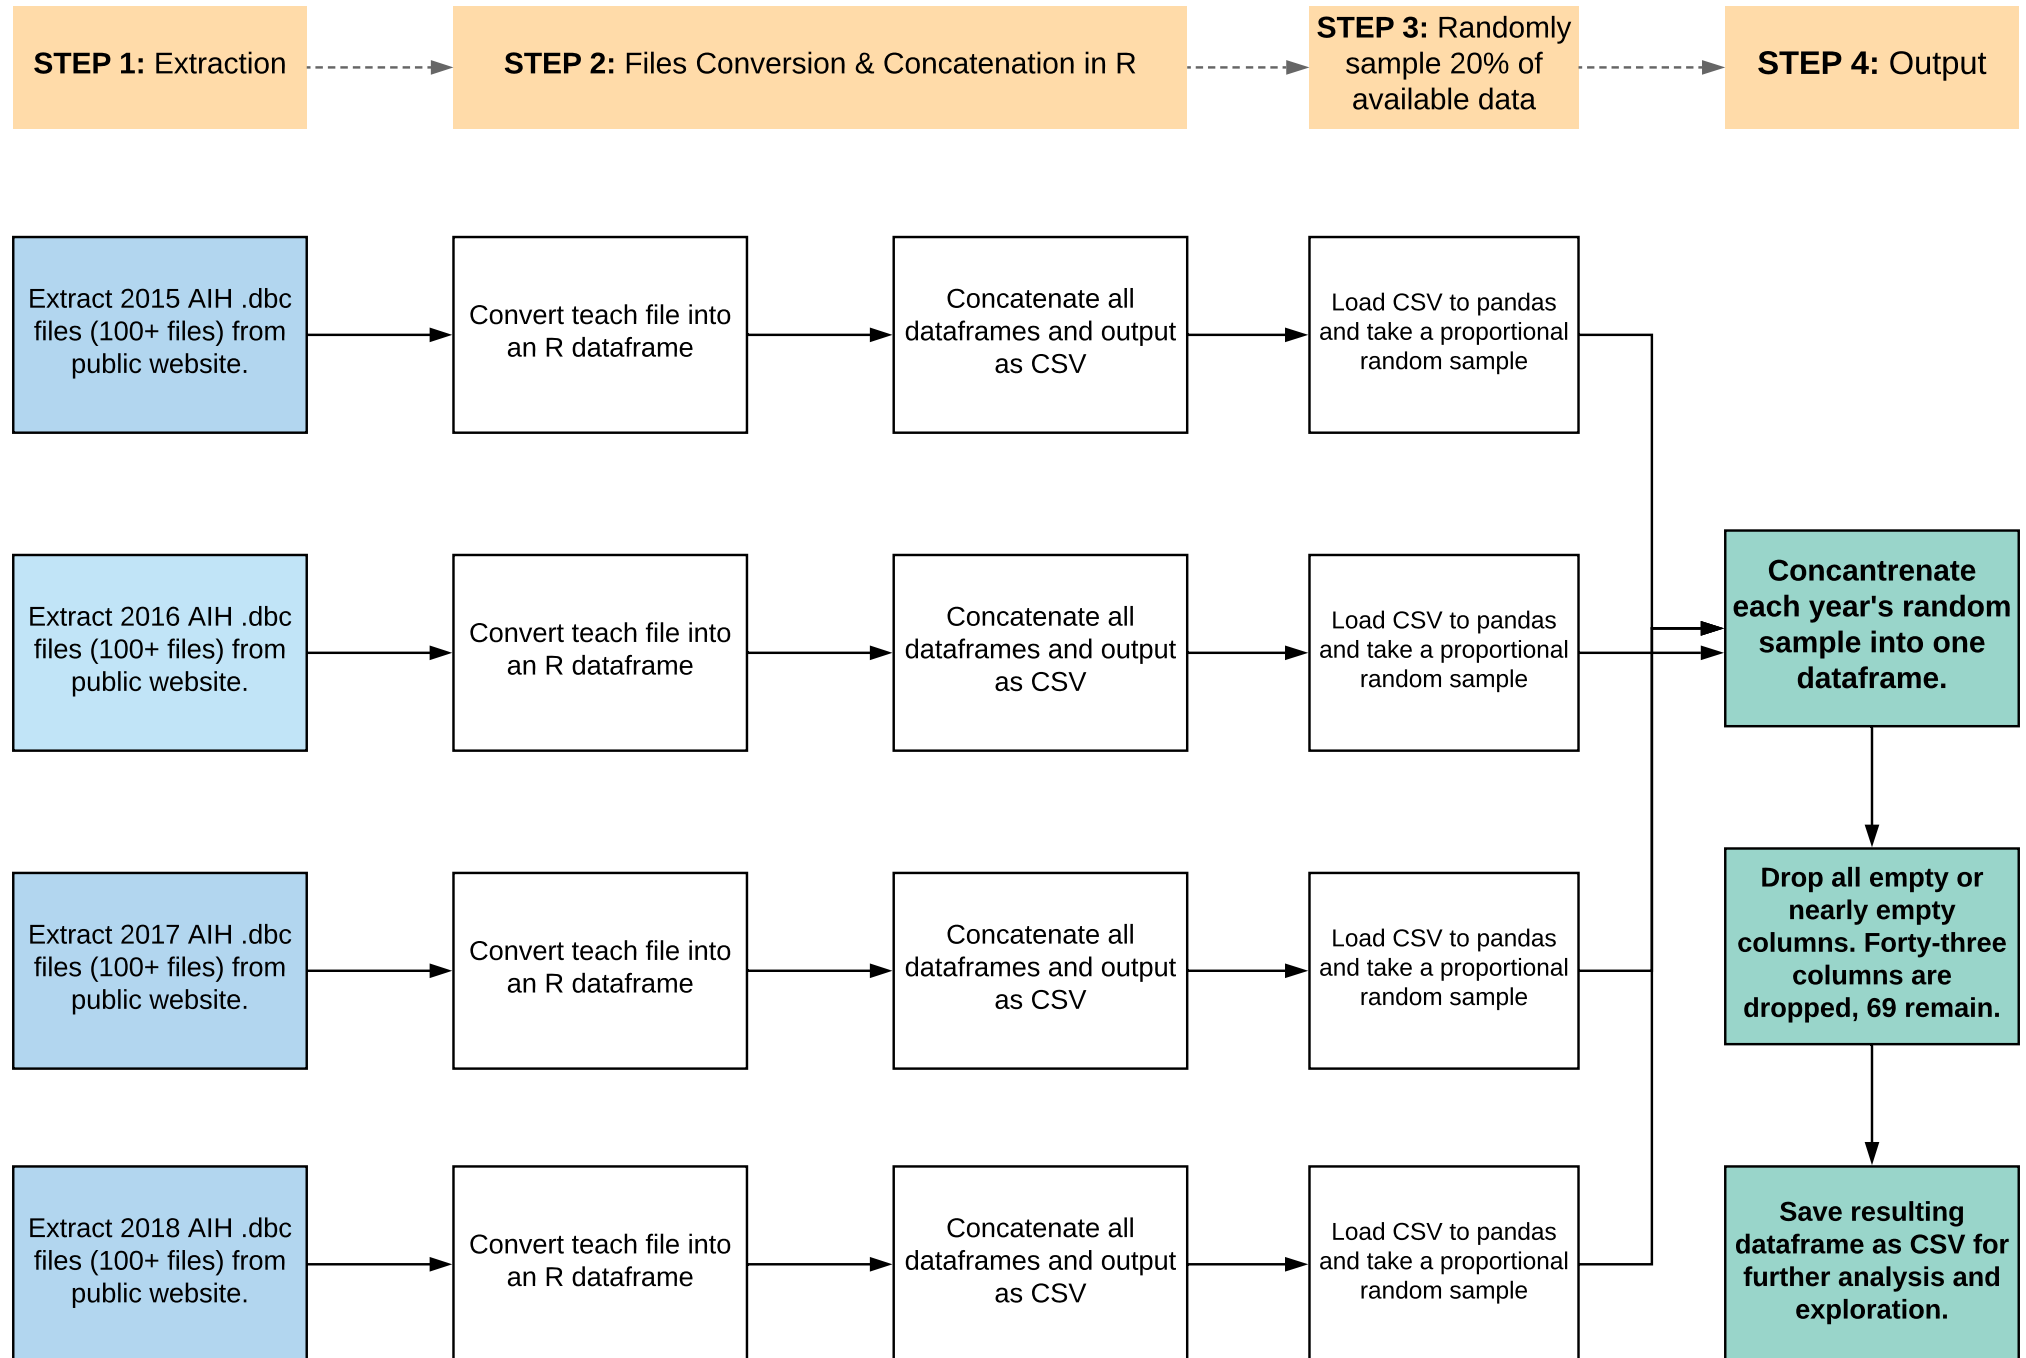 STEP 1: Extraction
STEP 2: Files Conversion & Concatenation in R
STEP 3: Randomly
sample 20% of
available data
STEP 4: Output
Extract 2015 AIH .dbc
files (100+ files) from
public website.
Convert teach file into
an R dataframe
Concatenate all
dataframes and output
as CSV
Load CSV to pandas
and take a proportional
random sample
Extract 2016 AIH .dbc
files (100+ files) from
public website.
Convert teach file into
an R dataframe
Concatenate all
dataframes and output
as CSV
Load CSV to pandas
and take a proportional
random sample
Concantrenate
each year's random
sample into one
dataframe.
Extract 2017 AIH .dbc
files (100+ files) from
public website.
Convert teach file into
an R dataframe
Concatenate all
dataframes and output
as CSV
Load CSV to pandas
and take a proportional
random sample
Drop all empty or
nearly empty
columns. Forty-three
columns are
dropped, 69 remain.
Extract 2018 AIH .dbc
files (100+ files) from
public website.
Convert teach file into
an R dataframe
Concatenate all
dataframes and output
as CSV
Load CSV to pandas
and take a proportional
random sample
Save resulting
dataframe as CSV for
further analysis and
exploration.